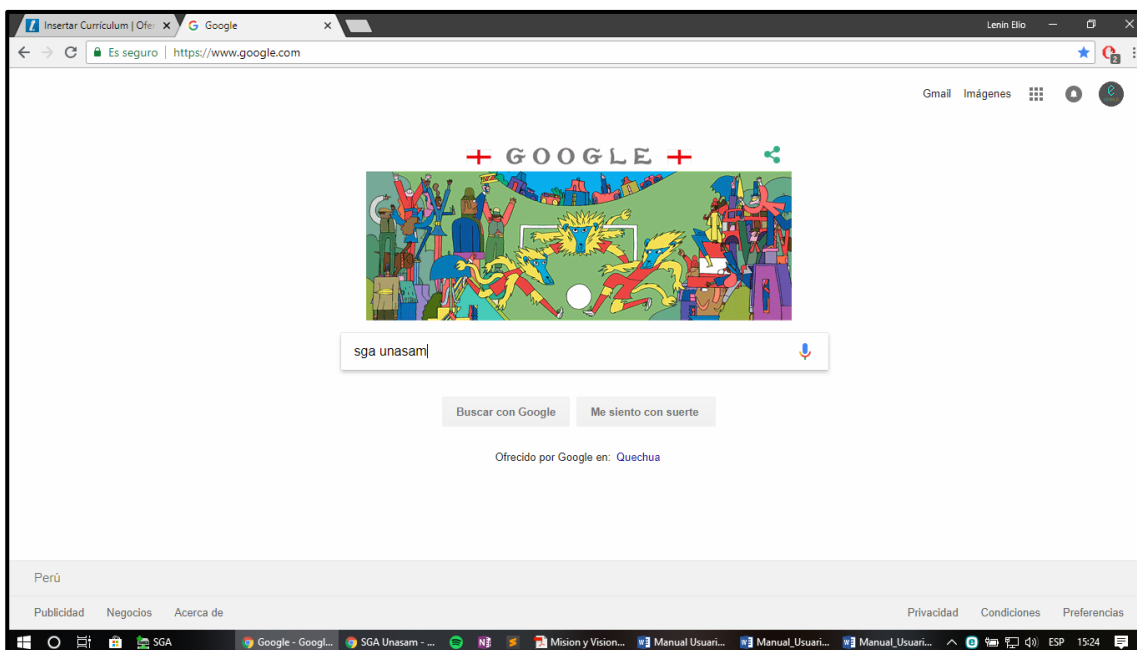 Insertar Currículum | Ofer
Google
Lenin Elio
Es seguro | https://www.google.com
2
Gmail Imágenes
GOOGLE
sga unasam
Buscar con Google Me siento con suerte
Ofrecido por Google en: Quechua
Perú
Publicidad Negocios Acerca de Privacidad Condiciones Preferencias
SGA Google - Googl... SGA Unasam - ... Mision y Vision... Manual Usuari... Manual_Usuari... Manual_Usuari... ESP 15:24